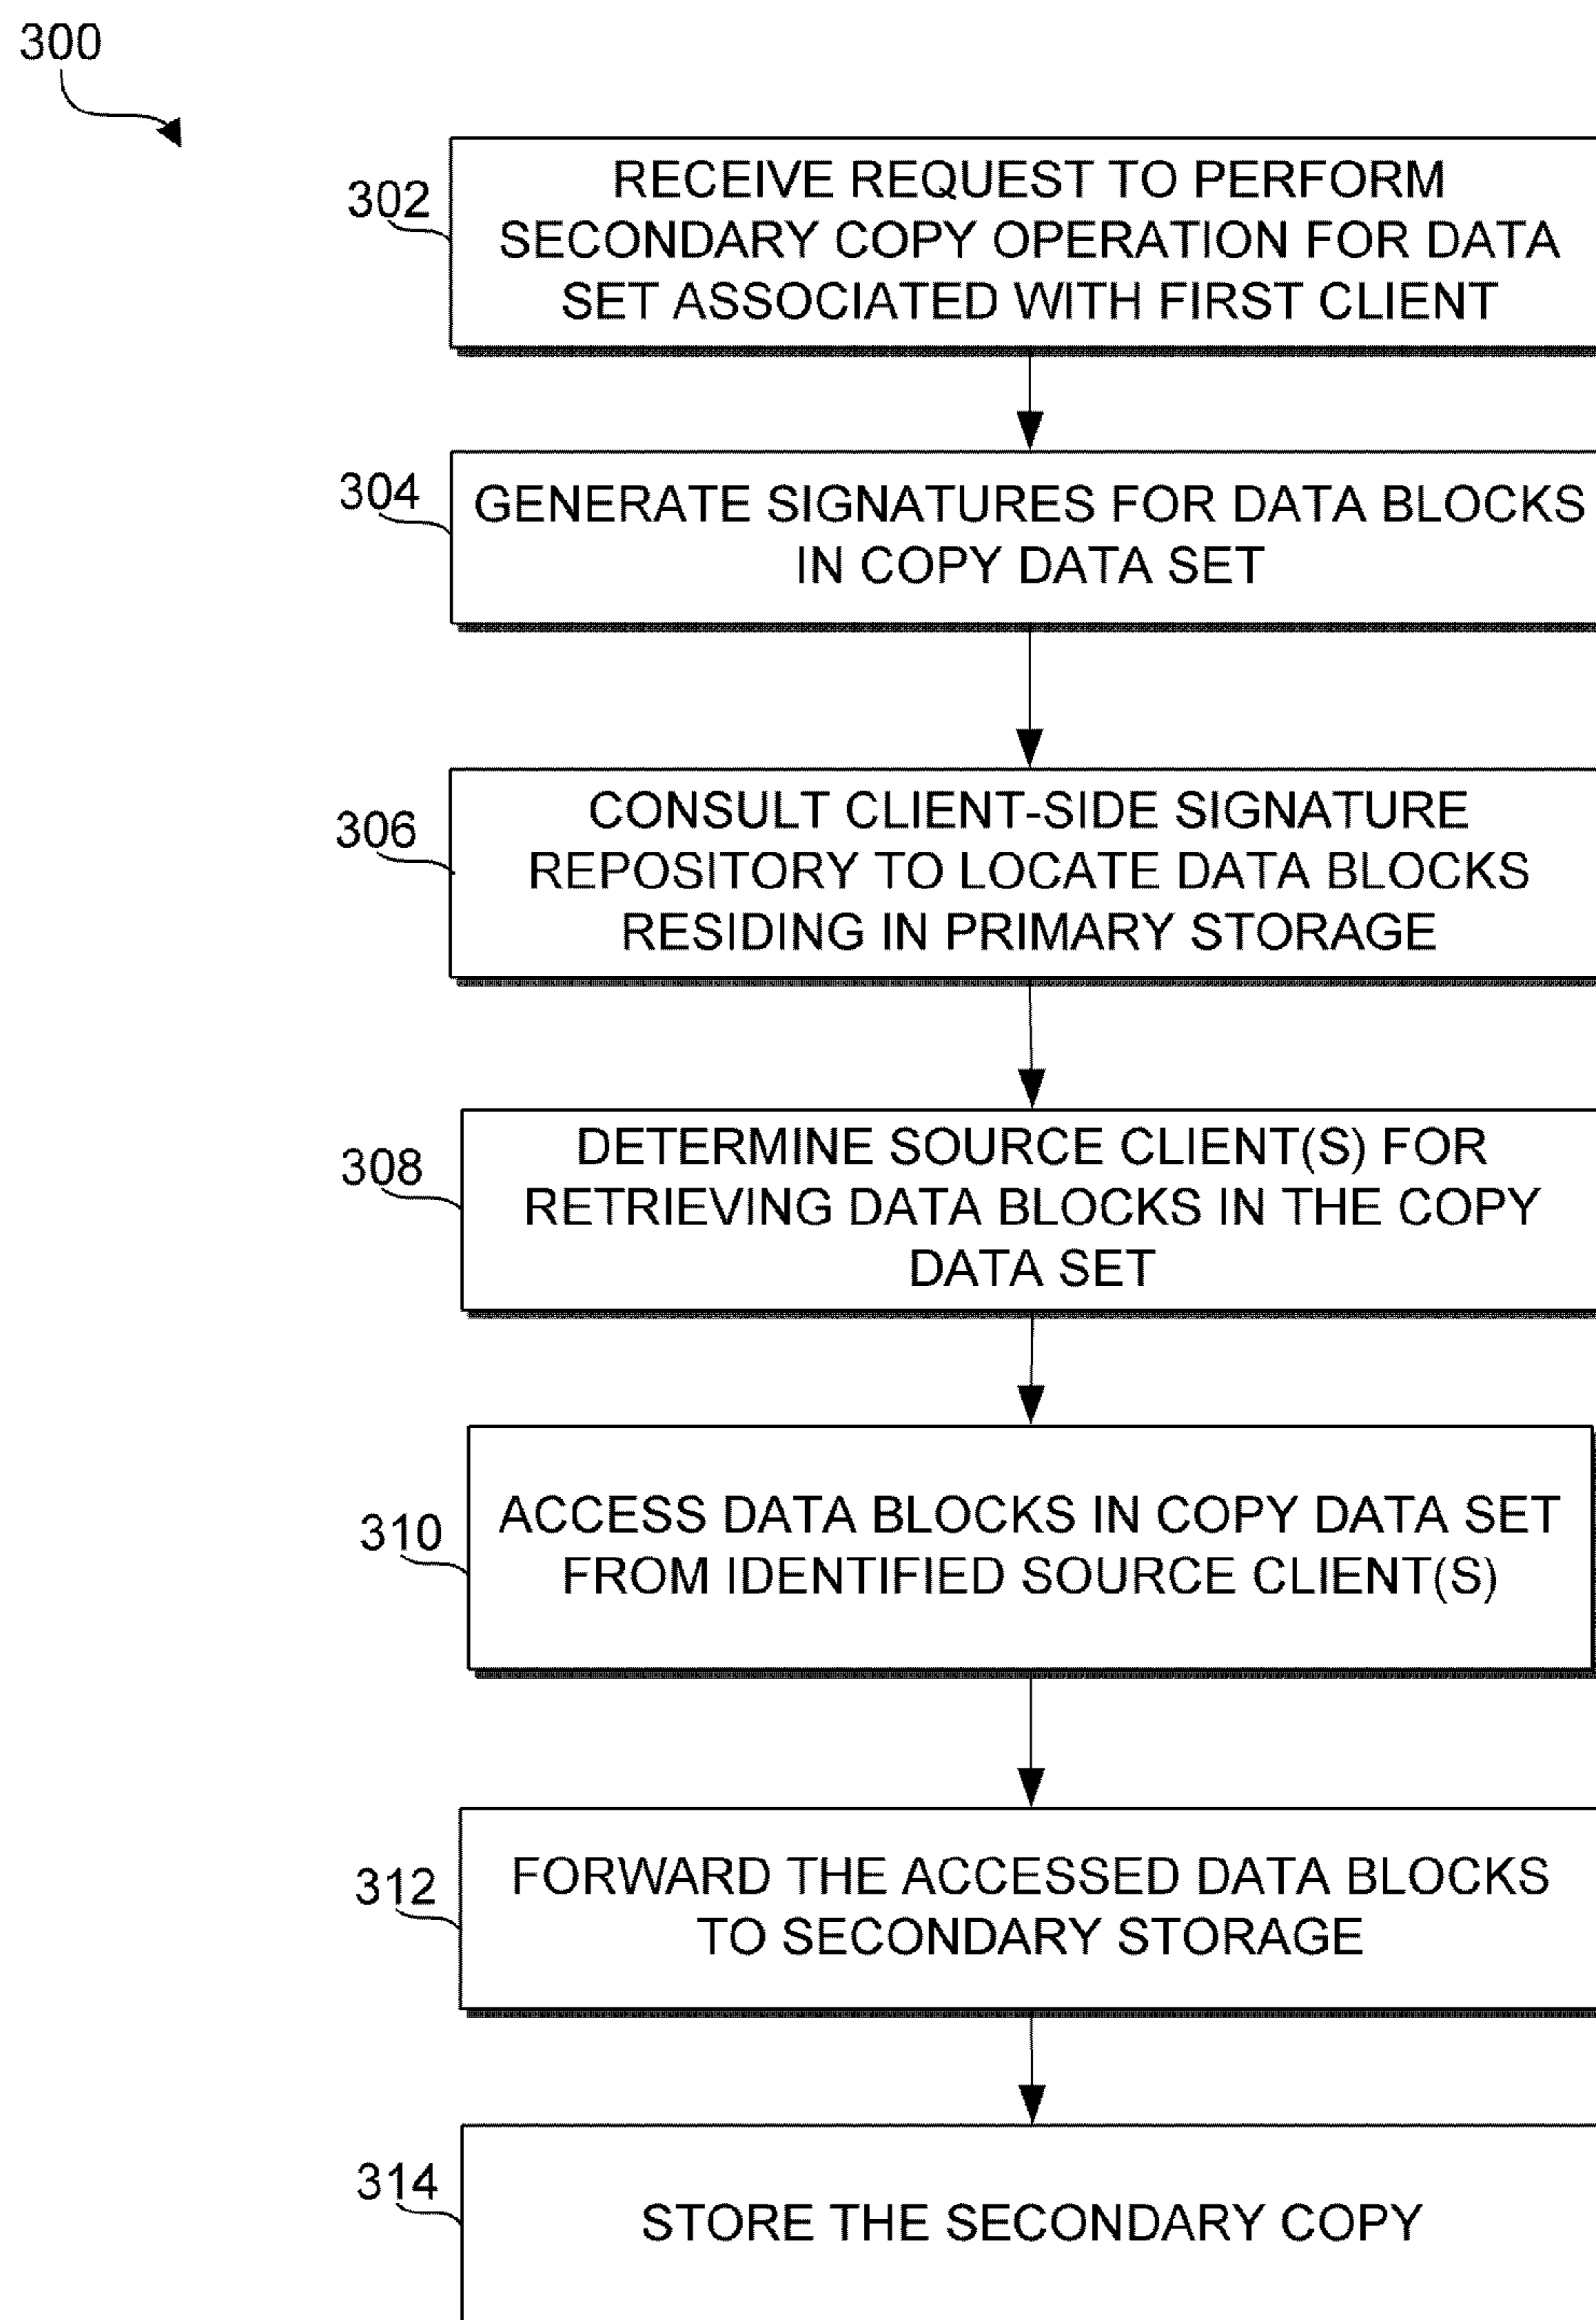 300
302
RECEIVE REQUEST TO PERFORM
SECONDARY COPY OPERATION FOR DATA
SET ASSOCIATED WITH FIRST CLIENT
304
GENERATE SIGNATURES FOR DATA BLOCKS
IN COPY DATA SET
306
CONSULT CLIENT-SIDE SIGNATURE
REPOSITORY TO LOCATE DATA BLOCKS
RESIDING IN PRIMARY STORAGE
308
DETERMINE SOURCE CLIENT(S) FOR
RETRIEVING DATA BLOCKS IN THE COPY
DATA SET
310
ACCESS DATA BLOCKS IN COPY DATA SET
FROM IDENTIFIED SOURCE CLIENT(S)
312
FORWARD THE ACCESSED DATA BLOCKS
TO SECONDARY STORAGE
314
STORE THE SECONDARY COPY